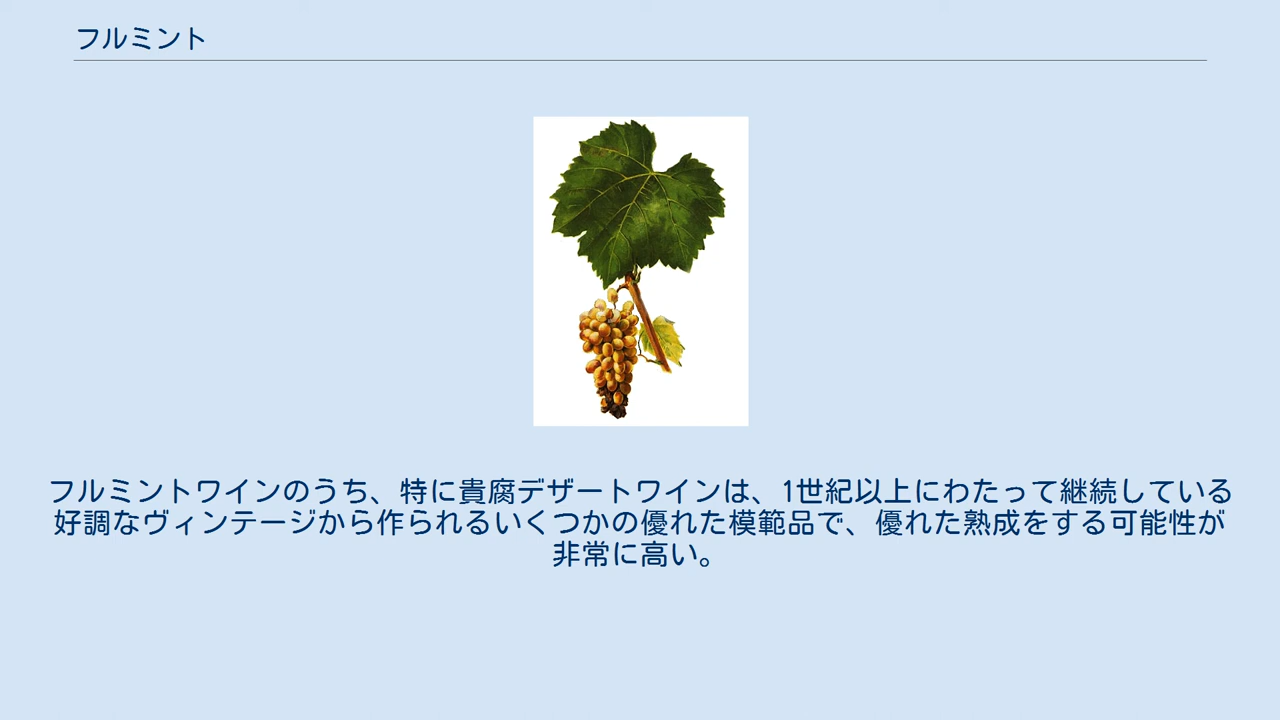 フルミント
フルミントワインのうち、特に貴腐デザートワインは、1世紀以上にわたって継続している
好調なヴィンテージから作られるいくつかの優れた模範品で、優れた熟成をする可能性が
非常に高い。